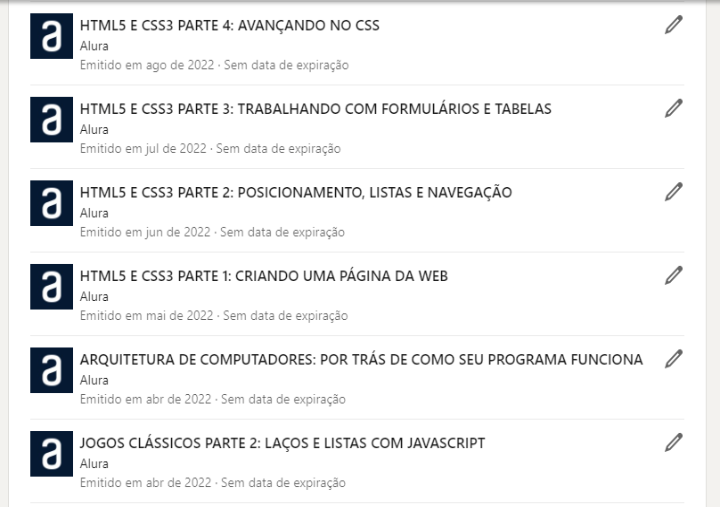 HTML5 E CSS3 PARTE 4: AVANÇANDO NO CSS
Alura
Emitido em ago de 2022 · Sem data de expiração
HTML5 E CSS3 PARTE 3: TRABALHANDO COM FORMULÁRIOS E TABELAS
Alura
Emitido em jul de 2022 · Sem data de expiração
HTML5 E CSS3 PARTE 2: POSICIONAMENTO, LISTAS E NAVEGAÇÃO
Alura
Emitido em jun de 2022 · Sem data de expiração
HTML5 E CSS3 PARTE 1: CRIANDO UMA PÁGINA DA WEB
Alura
Emitido em mai de 2022 · Sem data de expiração
ARQUITETURA DE COMPUTADORES: POR TRÁS DE COMO SEU PROGRAMA FUNCIONA
Alura
Emitido em abr de 2022 · Sem data de expiração
JOGOS CLÁSSICOS PARTE 2: LAÇOS E LISTAS COM JAVASCRIPT
Alura
Emitido em abr de 2022 · Sem data de expiração